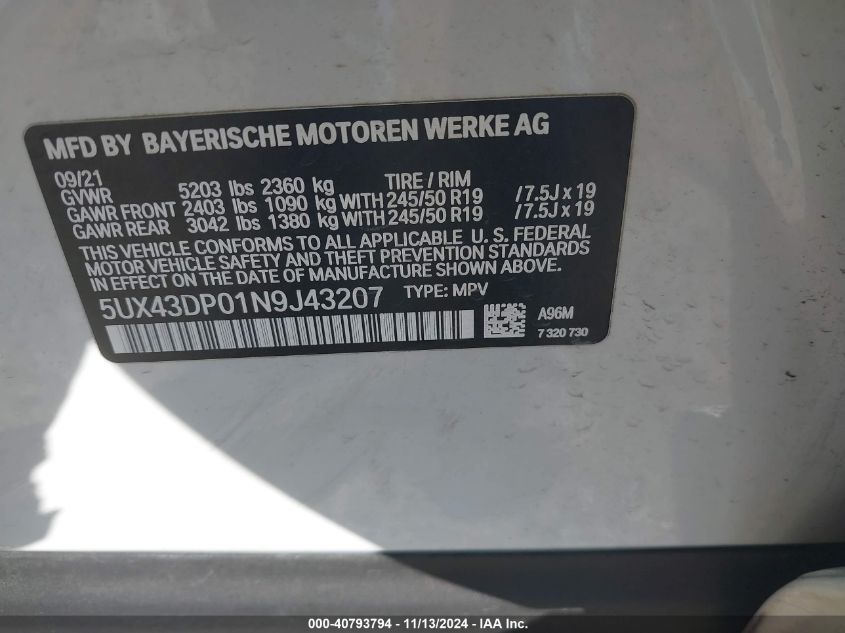 MFD BY BAYERISCHE MOTOREN WERKE AG
09/21
GVWR 5203 lbs 2360 kg TIRE / RIM
GAWR FRONT 2403 lbs 1090 kg WITH 245/50 R19 /7.5J x 19
GAWR REAR 3042 lbs 1380 kg WITH 245/50 R19 /7.5J x 19
THIS VEHICLE CONFORMS TO ALL APPLICABLE U. S. FEDERAL
MOTOR VEHICLE SAFETY AND THEFT PREVENTION STANDARDS
IN EFFECT ON THE DATE OF MANUFACTURE SHOWN ABOVE.
5UX43DP01N9J43207 TYPE: MPV
A96M
7 320 730
000-40793794 - 11/13/2024 - IAA Inc.